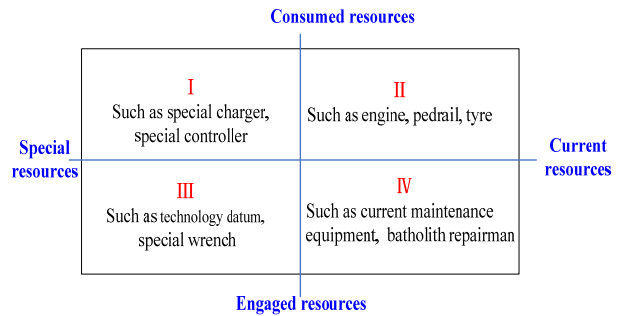 Consumed resources
Ⅰ
Such as special charger,
special controller
Ⅱ
Such as engine, pedrail, tyre
Special
resources
Current
resources
Ⅲ
Such as technology datum,
special wrench
Ⅳ
Such as current maintenance
equipment, batholith repairman
Engaged resources